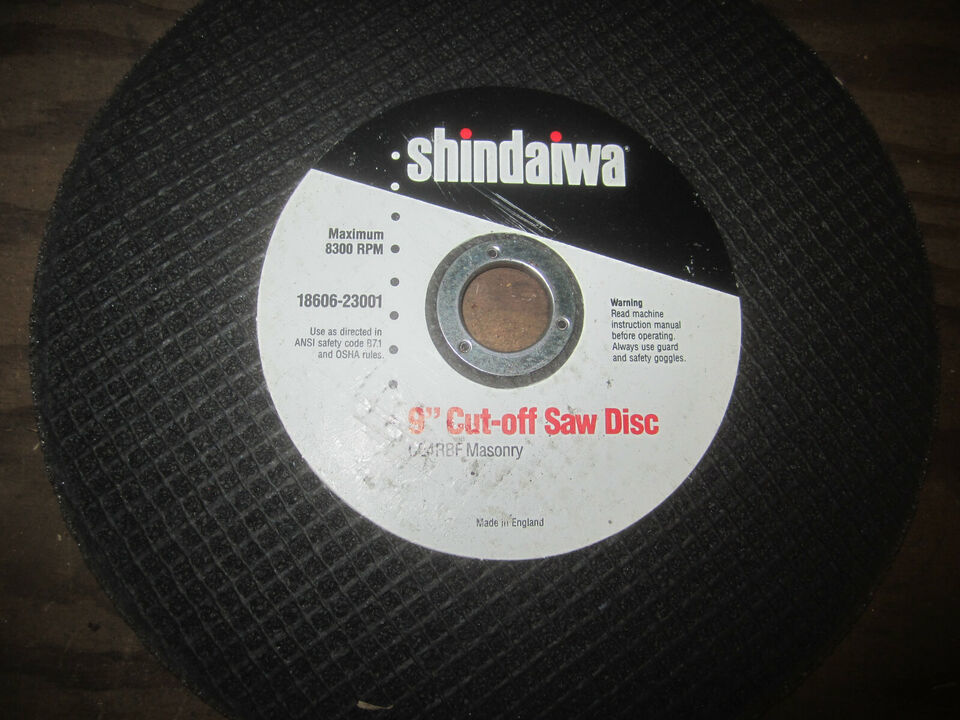 shindaiwa
Maximum
8300 RPM
18606-23001
Use as directed in
ANSI safety code B7.1
and OSHA rules.
Warning
Read machine
instruction manual
before operating.
Always use guard
and safety goggles.
9" Cut-off Saw Disc
Masonry
Made in England